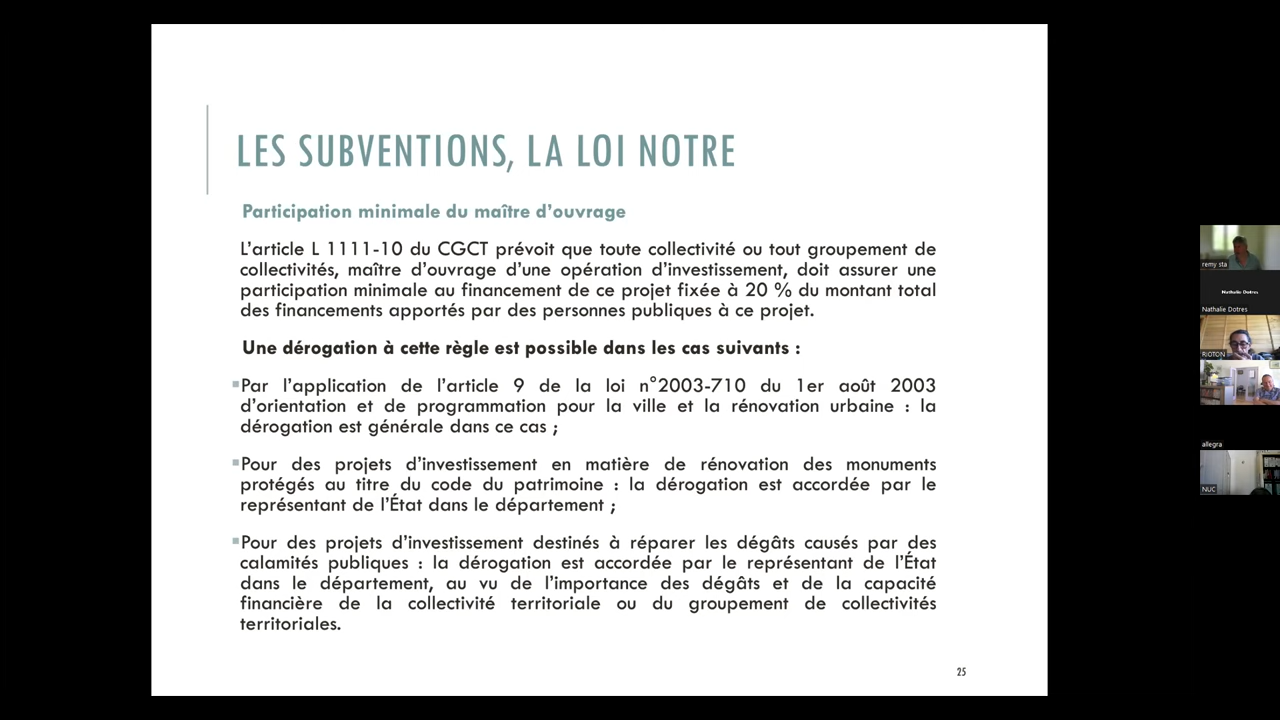 LES SUBVENTIONS, LA LOI NOTRE
Participation minimale du maître d'ouvrage
L'article L 1111-10 du CGCT prévoit que toute collectivité ou tout groupement de
collectivités, maître d'ouvrage d'une opération d'investissement, doit assurer une
participation minimale au financement de ce projet fixée à 20 % du montant total
des financements apportés par des personnes publiques à ce projet.
Une dérogation à cette règle est possible dans les cas suivants :
Par l'application de l'article 9 de la loi n°2003-710 du 1er août 2003
d'orientation et de programmation pour la ville et la rénovation urbaine : la
dérogation est générale dans ce cas ;
Pour des projets d'investissement en matière de rénovation des monuments
protégés au titre du code du patrimoine : la dérogation est accordée par le
représentant de l'État dans le département ;
Pour des projets d'investissement destinés à réparer les dégâts causés par des
calamités publiques : la dérogation est accordée par le représentant de l'État
dans le département, au vu de l'importance des dégâts et de la capacité
financière de la collectivité territoriale ou du groupement de collectivités
territoriales.
25
remy sta
Nathalie Dotres
Nathalie Dotres
RIOTON
allegra
NUC